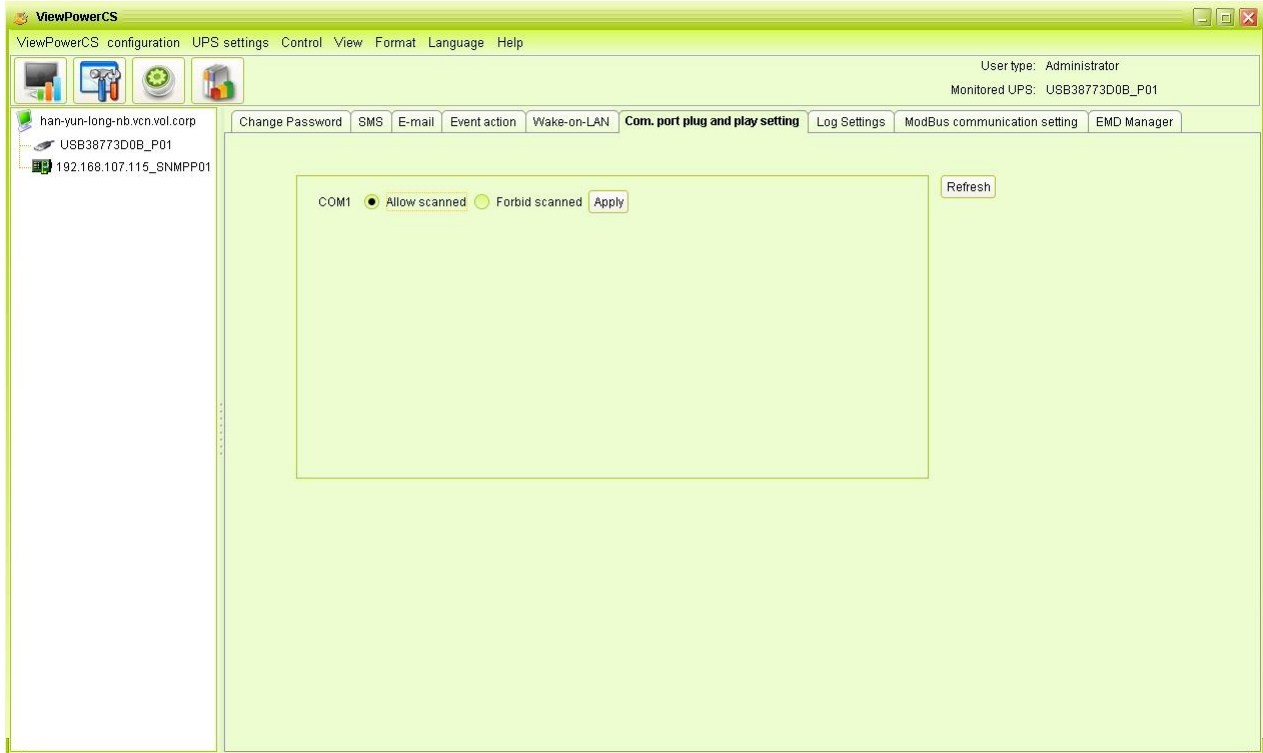 ViewPowerCS
ViewPowerCS configuration UPS settings Control View Format Language Help
User type: Administrator
Monitored UPS: USB38773D0B_P01
han-yun-long-nb.vcn.vol.corp
USB38773D0B_P01
192.168.107.115_SNMPP01
Change Password SMS E-mail Event action Wake-on-LAN Com. port plug and play setting Log Settings ModBus communication setting EMD Manager
COM1 Allow scanned Forbid scanned Apply
Refresh